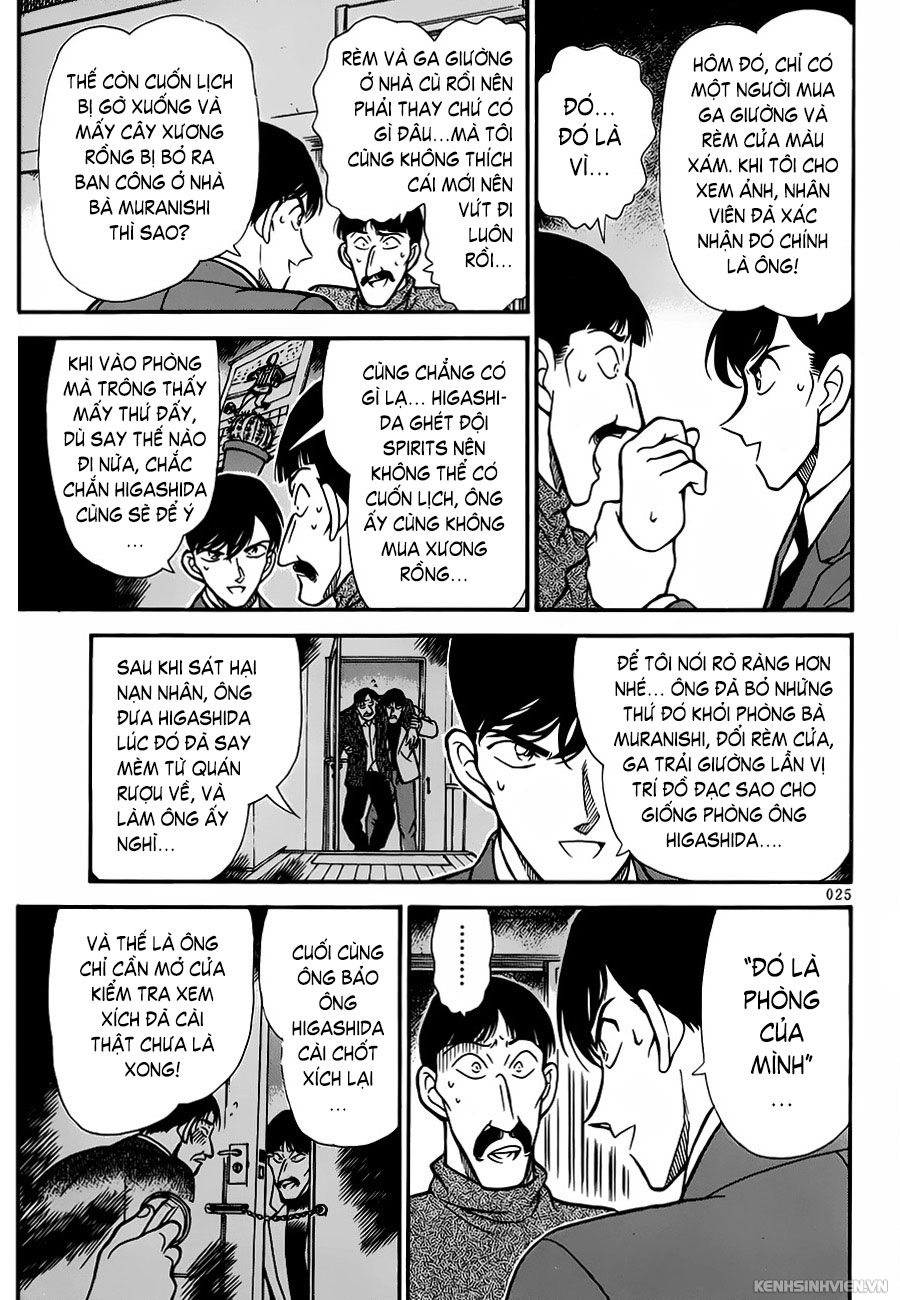 HÔM ĐÓ, CHỈ CÓ
MỘT NGƯỜI MUA
GA GIƯỜNG VÀ
RÈM CỬA MÀU
XÁM. KHI TÔI CHO
XEM ẢNH, NHÂN
VIÊN ĐÃ XÁC
NHẬN ĐÓ CHÍNH
LÀ ÔNG!
ĐÓ...
ĐÓ LÀ
VÌ...
RÈM VÀ GA GIƯỜNG
Ở NHÀ CŨ RỒI NÊN
PHẢI THAY CHỨ CÓ
GÌ ĐÂU...MÀ TÔI
CŨNG KHÔNG THÍCH
CÁI MỚI NÊN
VỨT ĐI
LUÔN
RỒI...
THẾ CÒN CUỐN LỊCH
BỊ GỠ XUỐNG VÀ
MẤY CÂY XƯƠNG
RỒNG BỊ BỎ RA
BAN CÔNG Ở NHÀ
BÀ MURANISHI
THÌ SAO?
CŨNG CHẲNG CÓ
GÌ LẠ... HIGASHI-
DA GHÉT ĐỘI
SPIRITS NÊN
KHÔNG THỂ CÓ
CUỐN LỊCH, ÔNG
ẤY CŨNG KHÔNG
MUA XƯƠNG
RỒNG...
KHI VÀO PHÒNG
MÀ TRÔNG THẤY
MẤY THỨ ĐẤY,
DÙ SAY THẾ NÀO
ĐI NỮA, CHẮC
CHẮN HIGASHIDA
CŨNG SẼ ĐỂ Ý
...
ĐỂ TÔI NÓI RÕ RÀNG HƠN
NHÉ... ÔNG ĐÃ BỎ NHỮNG
THỨ ĐÓ KHỎI PHÒNG BÀ
MURANISHI, ĐỔI RÈM CỬA,
GA TRẢI GIƯỜNG LẪN VỊ
TRÍ ĐỒ ĐẠC SAO CHO
GIỐNG PHÒNG ÔNG
HIGASHIDA....
SAU KHI SÁT HẠI
NẠN NHÂN, ÔNG
ĐƯA HIGASHIDA
LÚC ĐÓ ĐÃ SAY
MÈM TỪ QUÁN
RƯỢU VỀ, VÀ
LÀM ÔNG ẤY
NGHĨ...
025
"ĐÓ LÀ
PHÒNG
CỦA
MÌNH"
...
........
CUỐI CÙNG
ÔNG BẢO
ÔNG
HIGASHIDA
CÀI CHỐT
XÍCH LẠI
...
VÀ THẾ LÀ ÔNG
CHỈ CẦN MỞ CỬA
KIỂM TRA XEM
XÍCH ĐÃ CÀI
THẬT CHƯA LÀ
XONG!
KENHSINHVIEN.VN